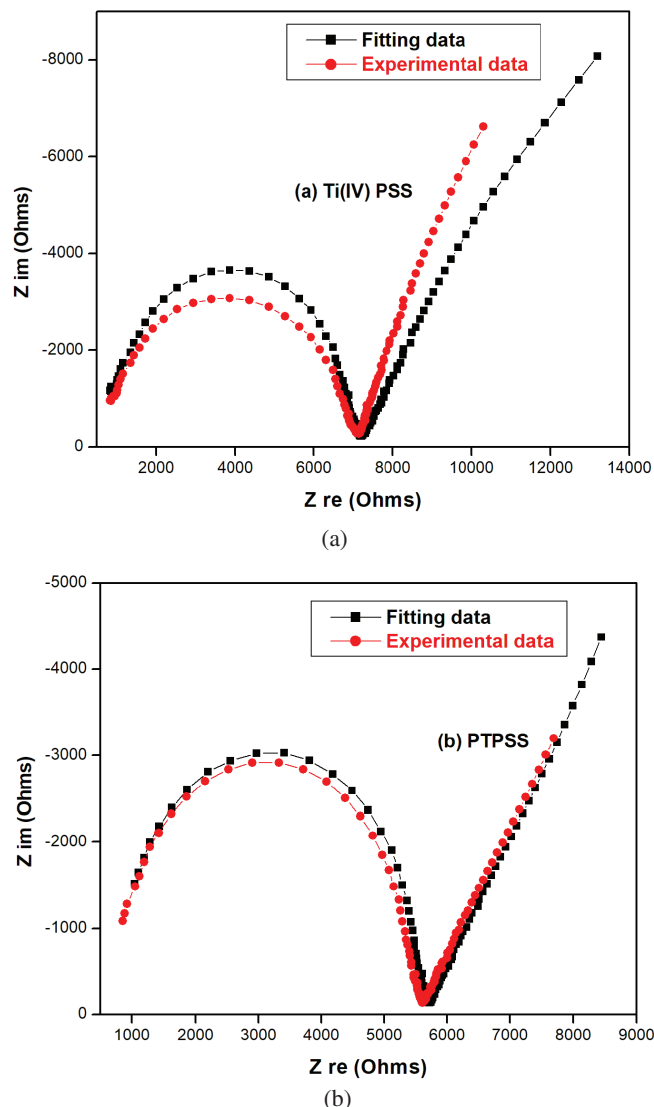 -8000
-6000
-4000
-2000
0
Z im (Ohms)
Fitting data
Experimental data
(a) Ti(IV) PSS
2000 4000 6000 8000 10000 12000 14000
Z re (Ohms)
(a)
-5000
-4000
-3000
-2000
-1000
0
Z im (Ohms)
Fitting data
Experimental data
(b) PTPSS
1000 2000 3000 4000 5000 6000 7000 8000 9000
Z re (Ohms)
(b)